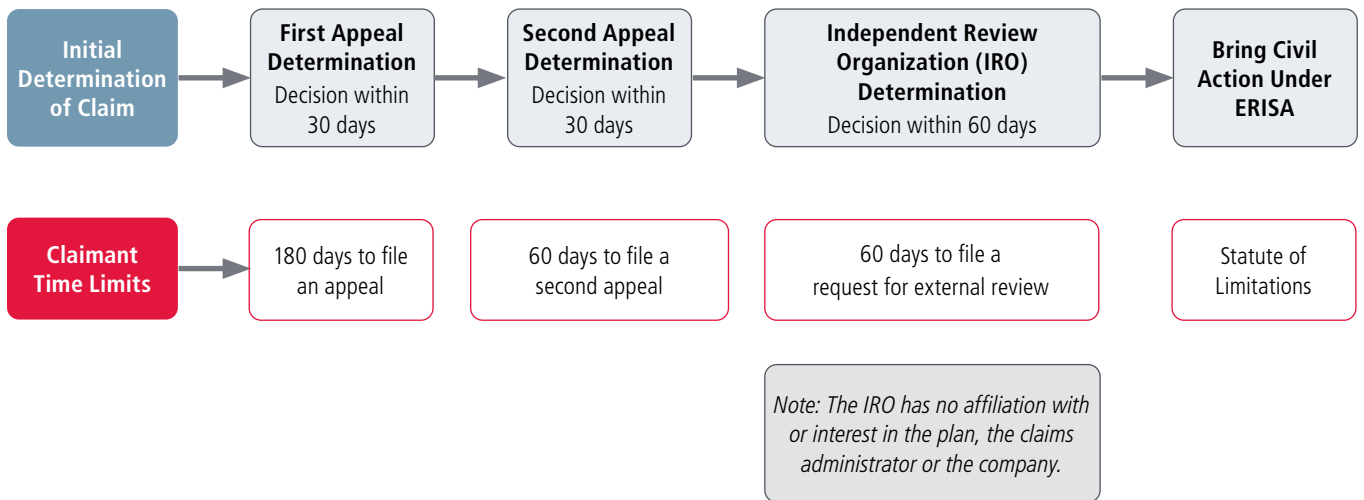 Initial
Determination
of Claim
First Appeal
Determination
Decision within
30 days
Second Appeal
Determination
Decision within
30 days
Independent Review
Organization (IRO)
Determination
Decision within 60 days
Bring Civil
Action Under
ERISA
Claimant
Time Limits
180 days to file
an appeal
60 days to file a
second appeal
60 days to file a
request for external review
Statute of
Limitations
Note: The IRO has no affiliation with
or interest in the plan, the claims
administrator or the company.